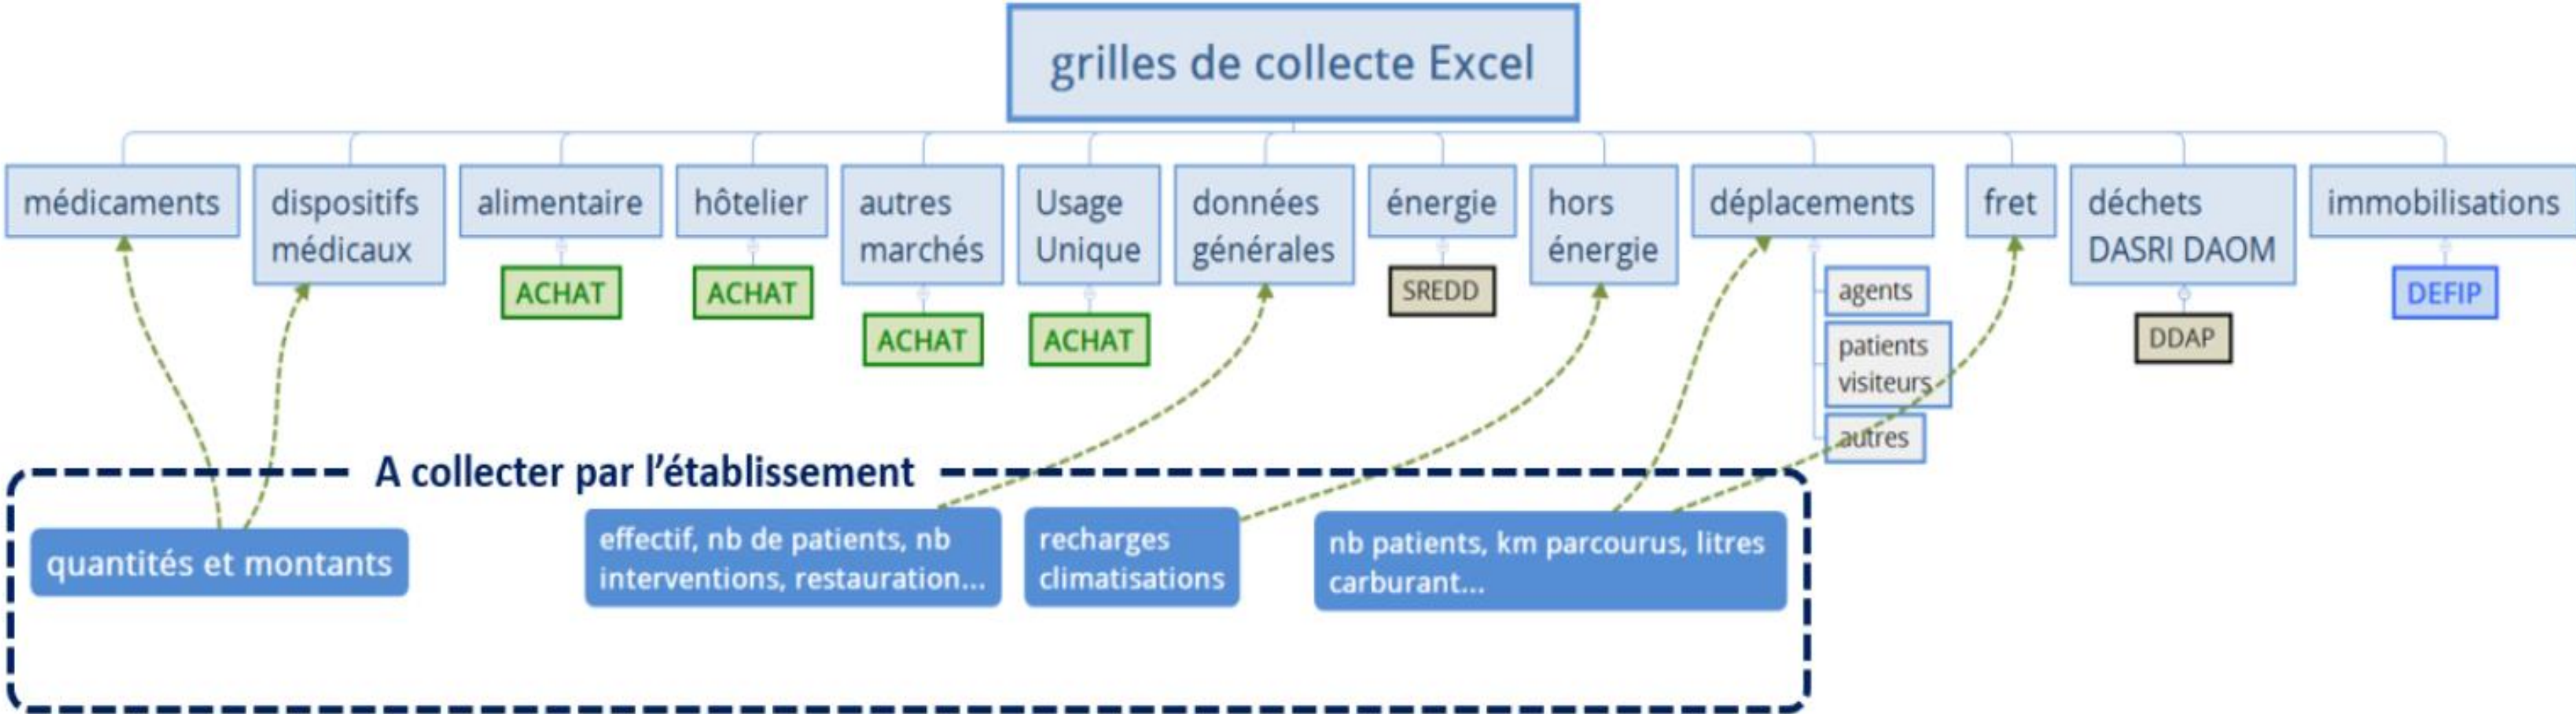 grilles de collecte Excel
médicaments
dispositifs
médicaux
alimentaire
ACHAT
hôtelier
ACHAT
autres
marchés
ACHAT
Usage
Unique
ACHAT
données
générales
énergie
SREDD
hors
énergie
déplacements
agents
patients
visiteurs
autres
fret
déchets
DASRI DAOM
DDAP
immobilisations
DEFIP
A collecter par l’établissement
quantités et montants
effectif, nb de patients, nb
interventions, restauration...
recharges
climatisations
nb patients, km parcourus, litres
carburant...